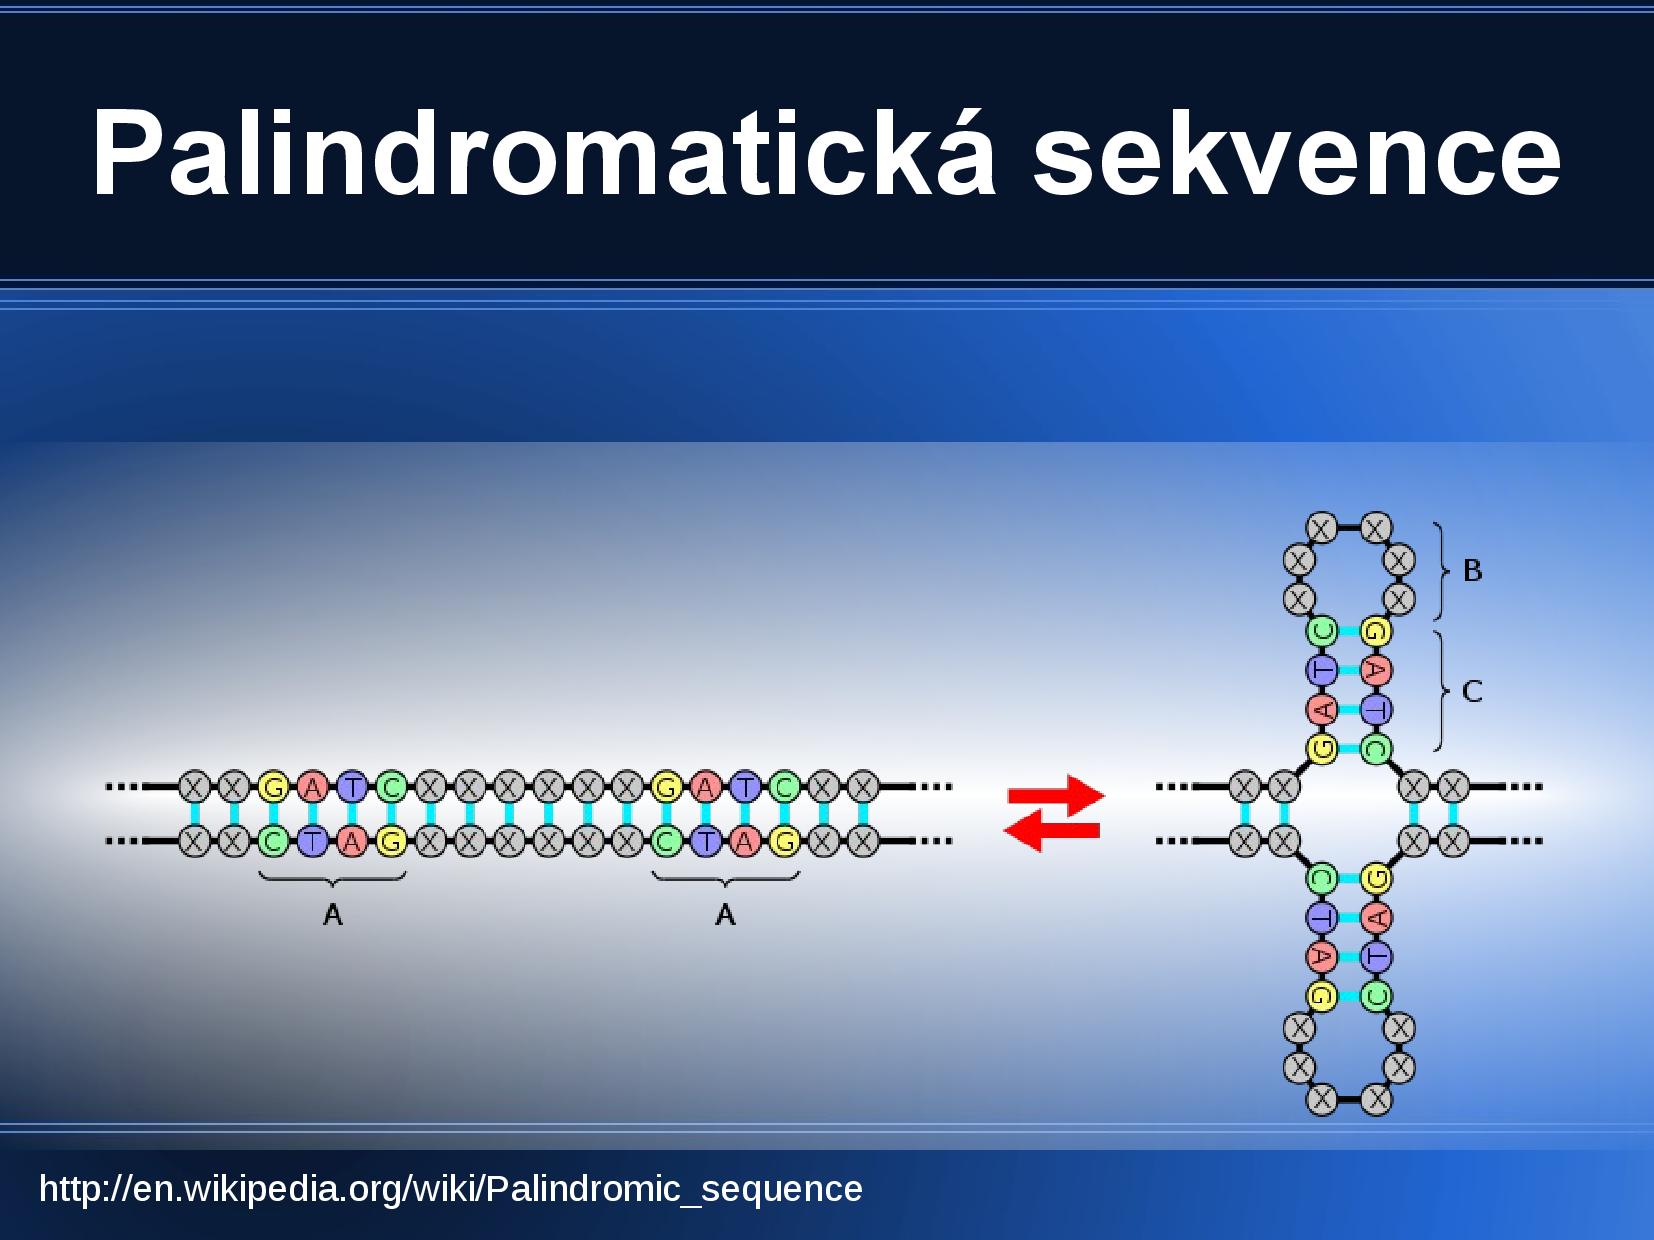 Palindromatická sekvence
X X
X X
X X
C G
T A
A T
G C
B
C
X X G A T C X X X X X X G A T C X X
X X C T A G X X X X X X C T A G X X
A A
X X X X
X X X X
C G
T A
A T
G C
X X
X X
X X
http://en.wikipedia.org/wiki/Palindromic_sequence